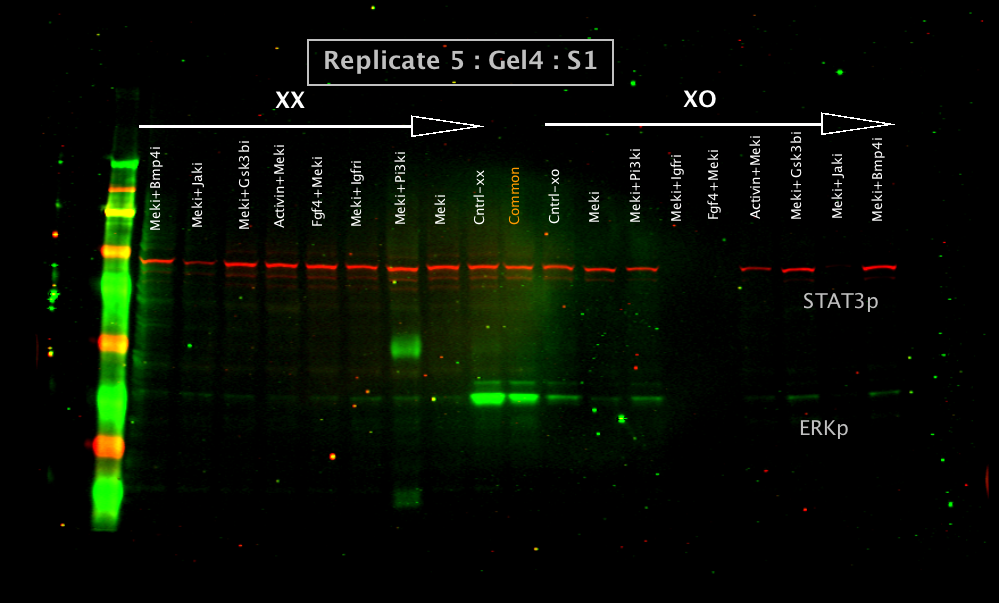 Replicate 5 : Gel4 : S1
XX
XO
Meki+Bmp4i
Meki+Jaki
Meki+Gsk3bi
Activin+Meki
Fgf4+Meki
Meki+Igfri
Meki+Pi3ki
Meki
Cntrl-xx
Common
Cntrl-xo
Meki
Meki+Pi3ki
Meki+Igfri
Fgf4+Meki
Activin+Meki
Meki+Gsk3bi
Meki+Jaki
Meki+Bmp4i
STAT3p
ERKp